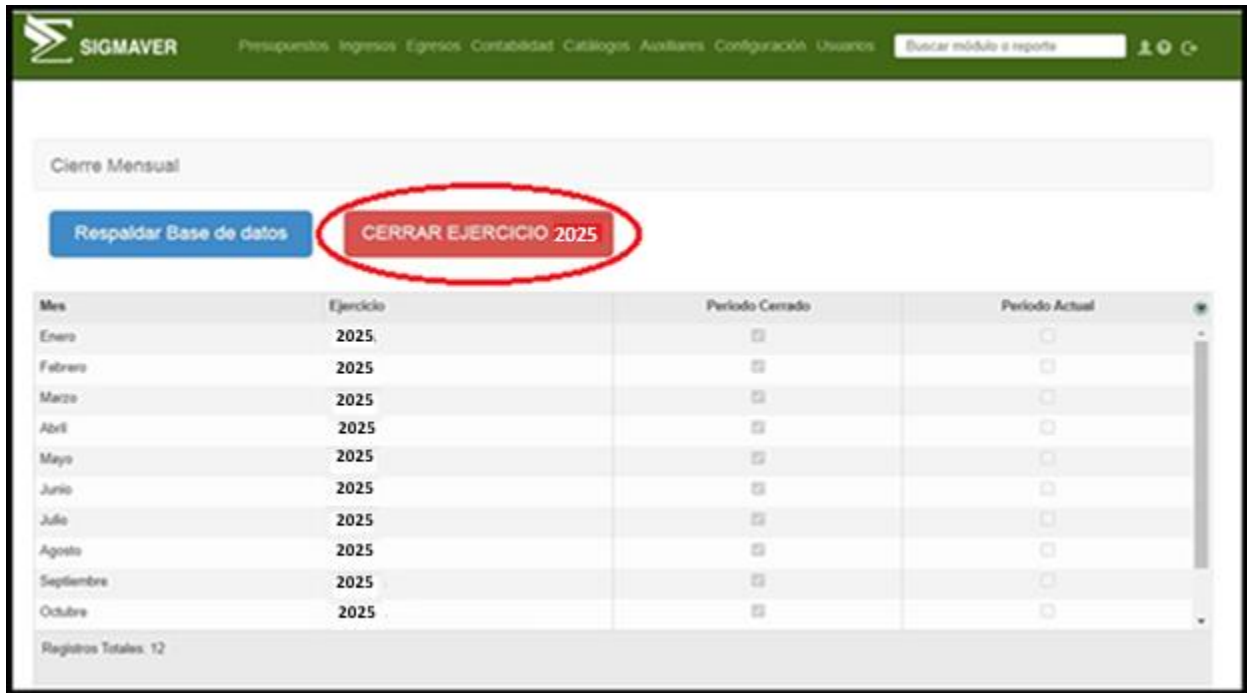 SIGMAVER Presupuestos Ingresos Egresos Contabilidad Catálogos Auxiliares Configuración Usuarios Buscar módulo o reporte
Cierre Mensual
Respaldar Base de datos CERRAR EJERCICIO 2025
Mes Ejercicio Periodo Cerrado Periodo Actual
Enero 2025
Febrero 2025
Marzo 2025
Abril 2025
Mayo 2025
Junio 2025
Julio 2025
Agosto 2025
Septiembre 2025
Octubre 2025
Registros Totales: 12